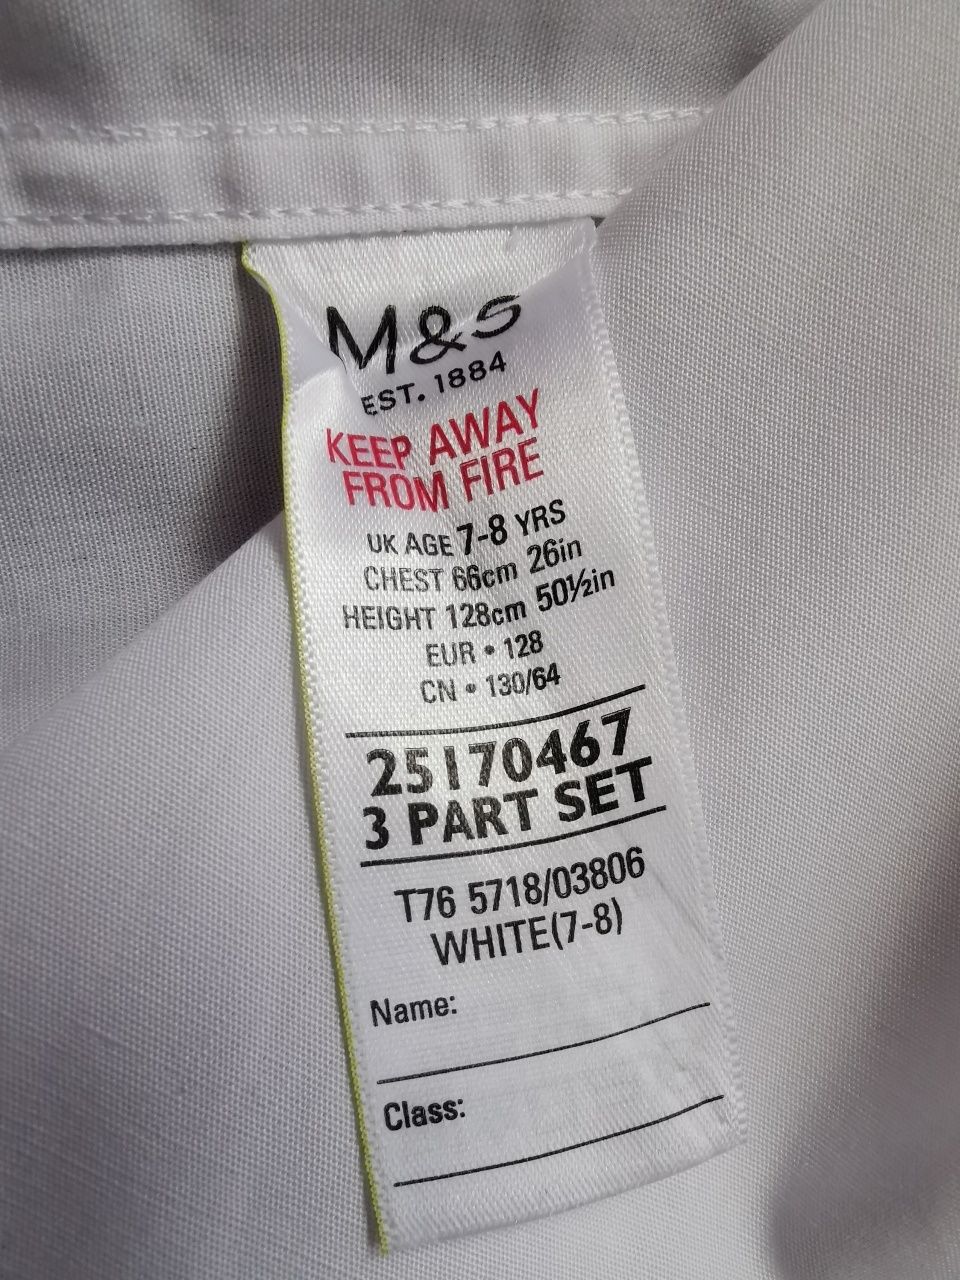 M&S
EST. 1884
KEEP AWAY
FROM FIRE
UK AGE 7-8 YRS
CHEST 66cm 26in
HEIGHT 128cm 50½in
EUR • 128
CN • 130/64
25170467
3 PART SET
T76 5718/03806
WHITE(7-8)
Name:
Class: